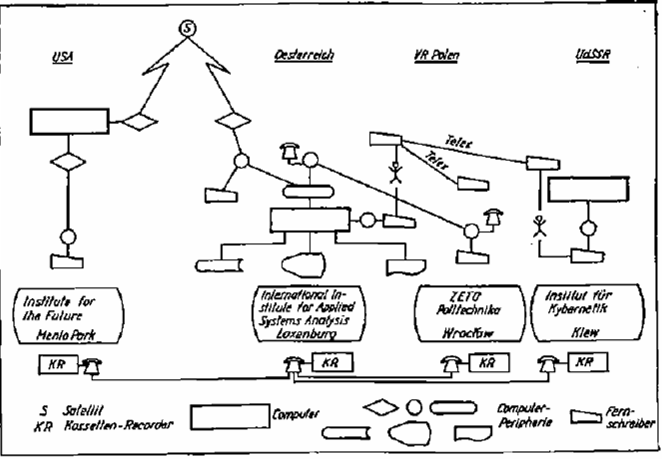 S
USA
Oesterreich
VR Polen
UdSSR
Telex
Telex
Institute for
the Future
Menlo Park
International In-
stitute for Applied
Systems Analysis
Laxenburg
ZETO
Politechnika
Wrocław
Institut für
Kybernetik
Kiew
KR
KR
KR
KR
S Satellit
KR Kassetten-Recorder
Computer
Computer-
Peripherie
Fern-
schreiber